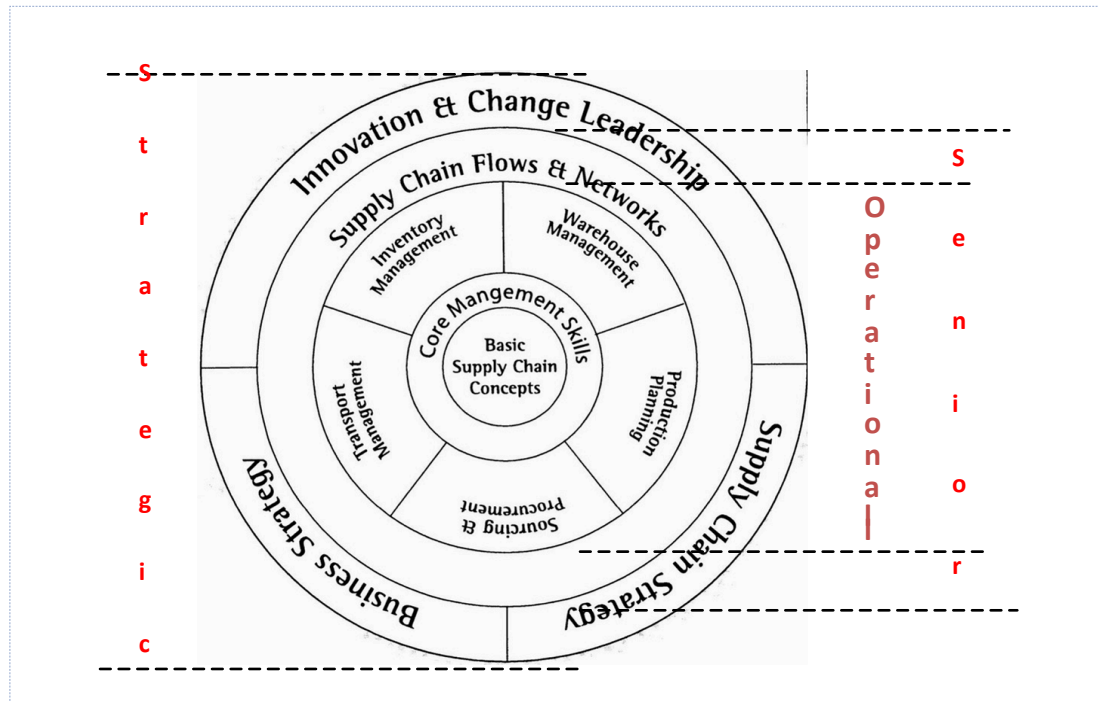 Innovation & Change Leadership
Supply Chain Flows & Networks
Inventory
Management
Warehouse
Management
Core Mangement Skills
Basic
Supply Chain
Concepts
Transport
Management
Production
Planning
Sourcing &
Procurement
Business Strategy
Supply Chain Strategy
Strategic
Operational
Senior